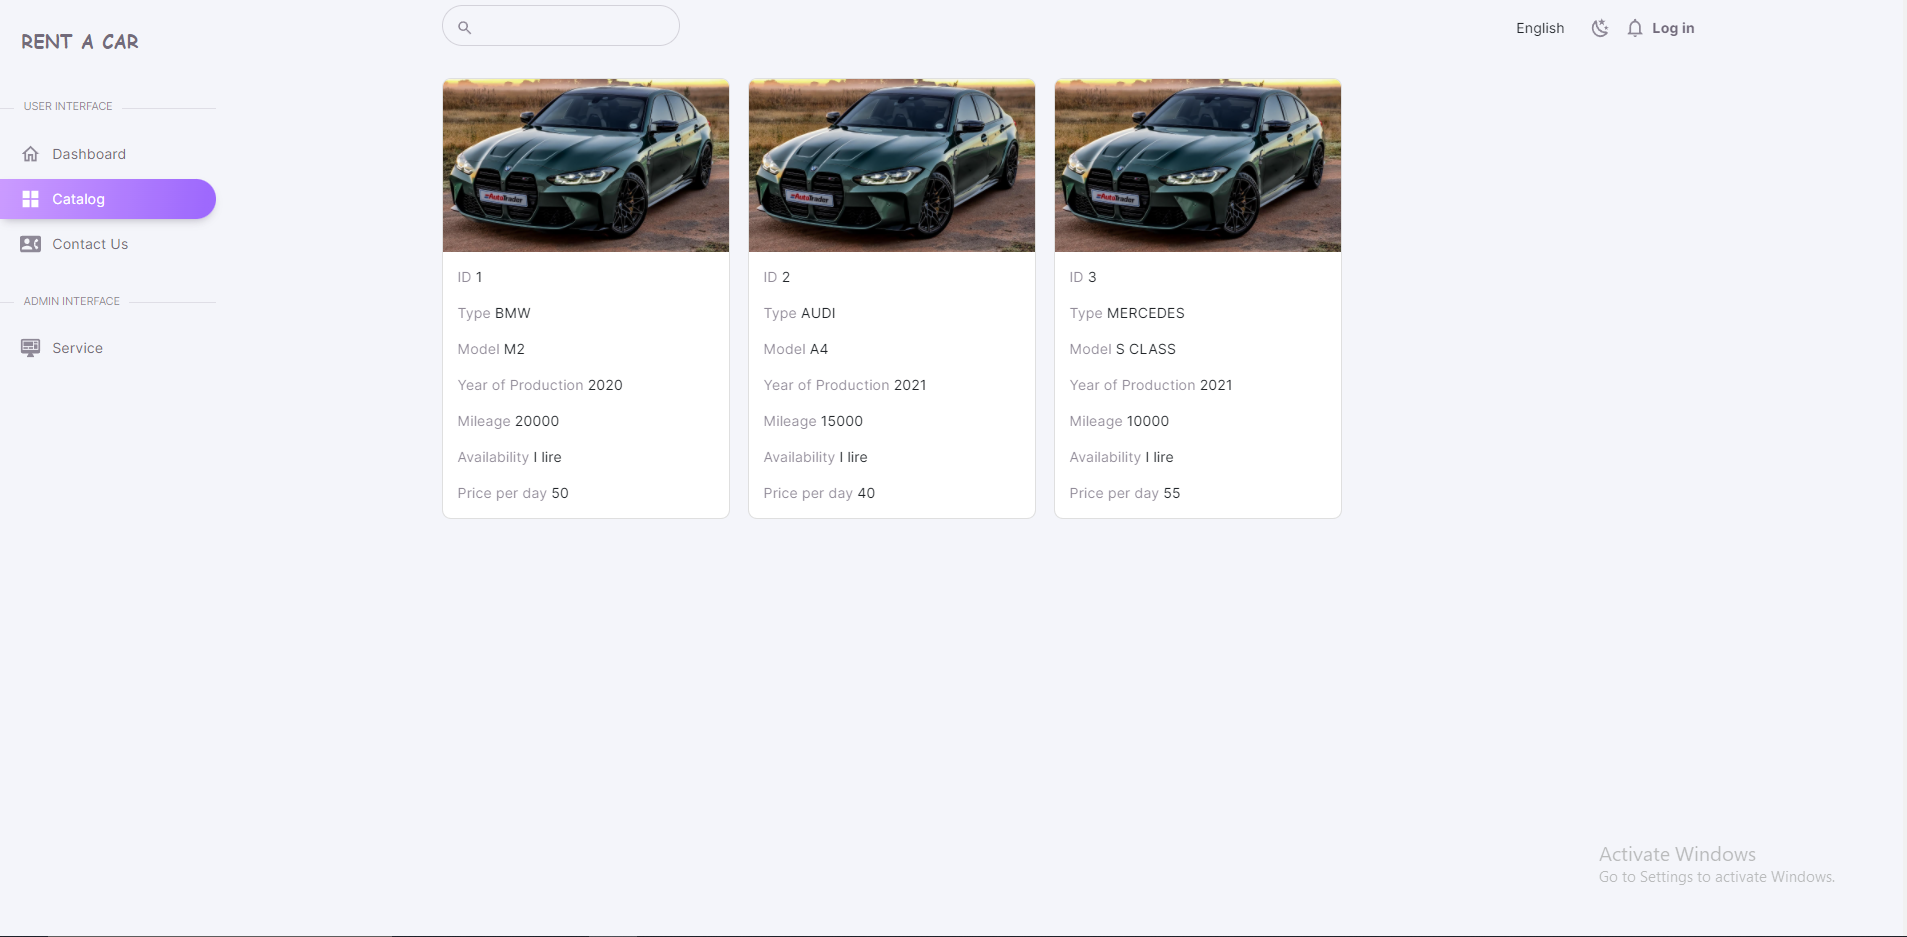 RENT A CAR
English
Log in
USER INTERFACE
Dashboard
Catalog
Contact Us
ADMIN INTERFACE
Service
AutoTrader
ID 1
Type BMW
Model M2
Year of Production 2020
Mileage 20000
Availability I lire
Price per day 50
AutoTrader
ID 2
Type AUDI
Model A4
Year of Production 2021
Mileage 15000
Availability I lire
Price per day 40
AutoTrader
ID 3
Type MERCEDES
Model S CLASS
Year of Production 2021
Mileage 10000
Availability I lire
Price per day 55
Activate Windows
Go to Settings to activate Windows.